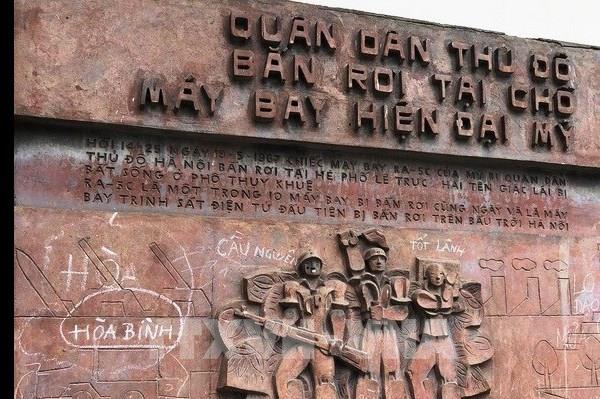 QUÂN DÂN THỦ ĐÔ
BẮN RƠI TẠI CHỖ
MÁY BAY HIỆN ĐẠI MỸ
HỒI 14G25 NGÀY 19-5-1967 CHIẾC MÁY BAY RA-5C CỦA MỸ BỊ QUÂN DÂN
THỦ ĐÔ HÀ NỘI BẮN RƠI TẠI HÈ PHỐ LÊ TRỰC. HAI TÊN GIẶC LÁI BỊ
BẮT SỐNG Ở PHỐ THỤY KHUÊ
RA-5C LÀ MỘT TRONG 10 MÁY BAY BỊ BẮN RƠI CÙNG NGÀY VÀ LÀ MÁY
BAY TRINH SÁT ĐIỆN TỬ ĐẦU TIÊN BỊ BẮN RƠI TRÊN BẦU TRỜI HÀ NỘI
CẦU NGUYỆN
TỐT LÀNH
HÒA
HÒA BÌNH